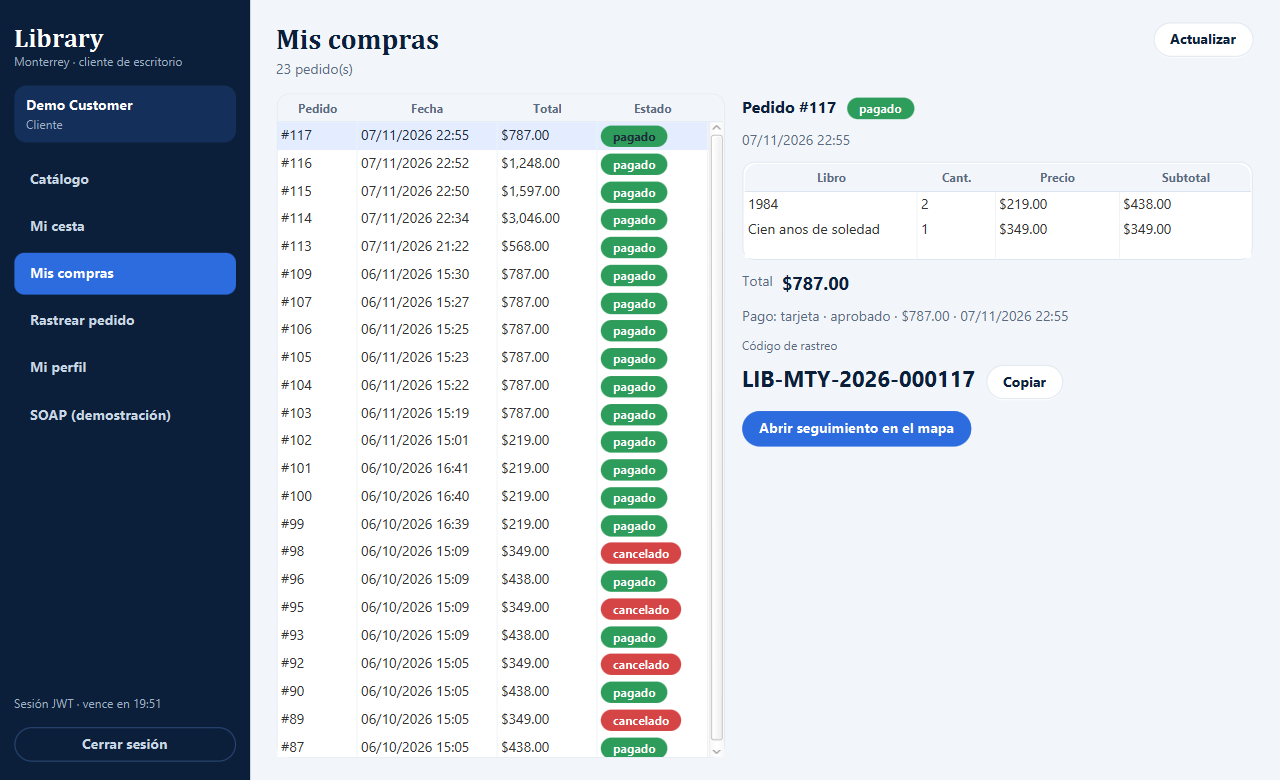 Library
Monterrey · cliente de escritorio
Demo Customer
Cliente
Catálogo
Mi cesta
Mis compras
Rastrear pedido
Mi perfil
SOAP (demostración)
Sesión JWT · vence en 19:51
Cerrar sesión
Mis compras
23 pedido(s)
Actualizar
Pedido Fecha Total Estado
#117 07/11/2026 22:55 $787.00 pagado
#116 07/11/2026 22:52 $1,248.00 pagado
#115 07/11/2026 22:50 $1,597.00 pagado
#114 07/11/2026 22:34 $3,046.00 pagado
#113 07/11/2026 21:22 $568.00 pagado
#109 06/11/2026 15:30 $787.00 pagado
#107 06/11/2026 15:27 $787.00 pagado
#106 06/11/2026 15:25 $787.00 pagado
#105 06/11/2026 15:23 $787.00 pagado
#104 06/11/2026 15:22 $787.00 pagado
#103 06/11/2026 15:19 $787.00 pagado
#102 06/11/2026 15:01 $219.00 pagado
#101 06/10/2026 16:41 $219.00 pagado
#100 06/10/2026 16:40 $219.00 pagado
#99 06/10/2026 16:39 $219.00 pagado
#98 06/10/2026 15:09 $349.00 cancelado
#96 06/10/2026 15:09 $438.00 pagado
#95 06/10/2026 15:09 $349.00 cancelado
#93 06/10/2026 15:09 $438.00 pagado
#92 06/10/2026 15:05 $349.00 cancelado
#90 06/10/2026 15:05 $438.00 pagado
#89 06/10/2026 15:05 $349.00 cancelado
#87 06/10/2026 15:05 $438.00 pagado
Pedido #117 pagado
07/11/2026 22:55
Libro Cant. Precio Subtotal
1984 2 $219.00 $438.00
Cien anos de soledad 1 $349.00 $349.00
Total $787.00
Pago: tarjeta · aprobado · $787.00 · 07/11/2026 22:55
Código de rastreo
LIB-MTY-2026-000117 Copiar
Abrir seguimiento en el mapa